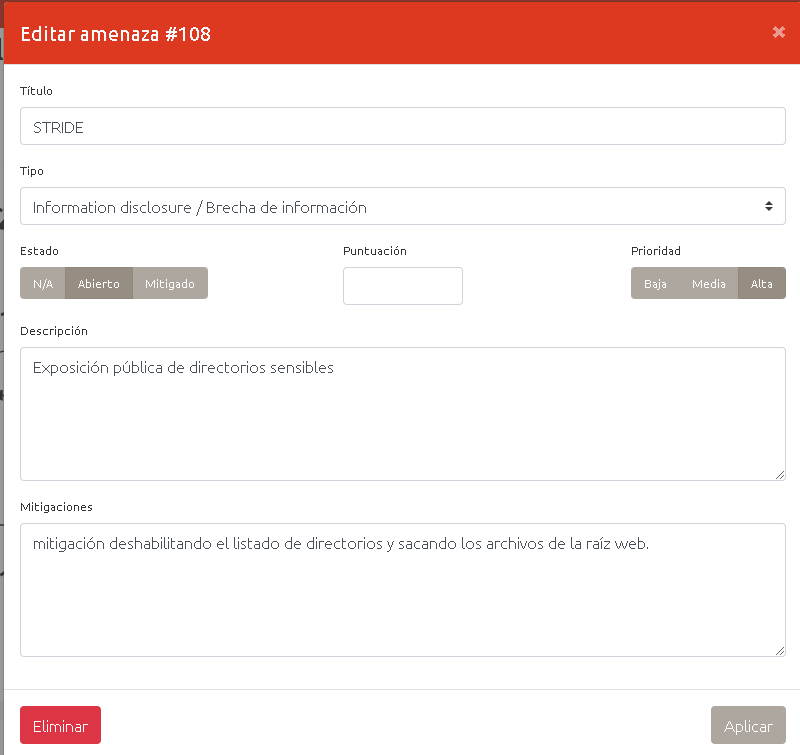 Editar amenaza #108
×
Título
STRIDE
Tipo
Information disclosure / Brecha de información
Estado
Puntuación
Prioridad
N/A Abierto Mitigado
Baja Media Alta
Descripción
Exposición pública de directorios sensibles
Mitigaciones
mitigación deshabilitando el listado de directorios y sacando los archivos de la raíz web.
Eliminar
Aplicar